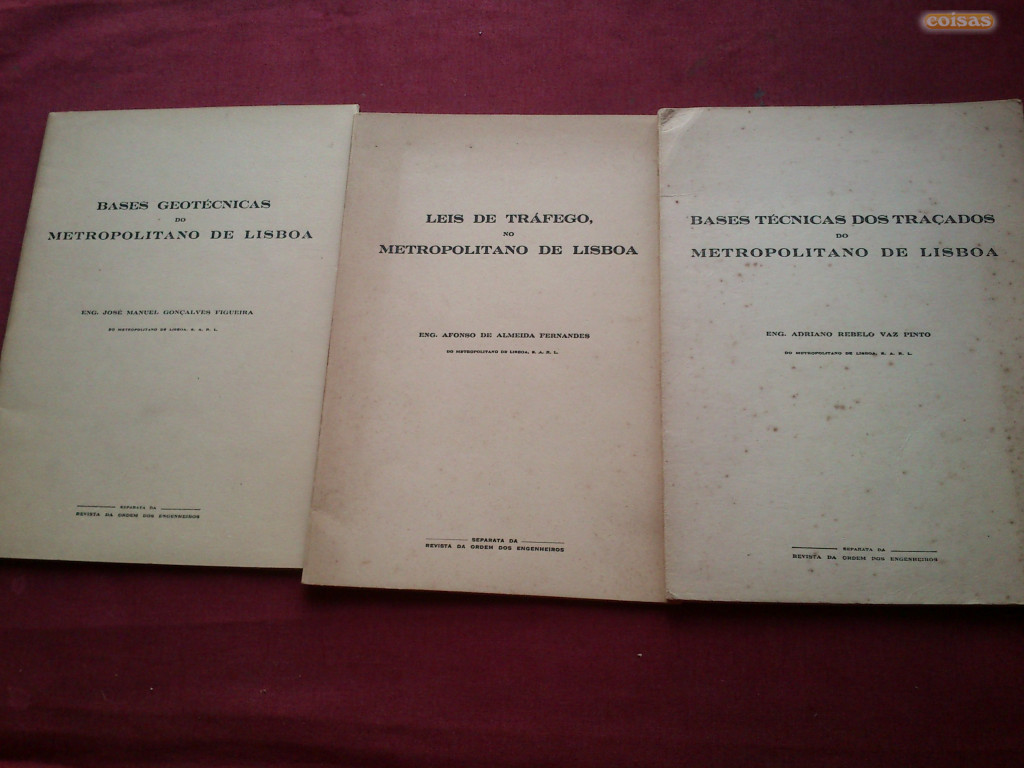 coisas
BASES GEOTÉCNICAS
DO
METROPOLITANO DE LISBOA
ENG. JOSÉ MANUEL GONÇALVES FIGUEIRA
DO METROPOLITANO DE LISBOA, S. A. R. L.
SEPARATA DA
REVISTA DA ORDEM DOS ENGENHEIROS
LEIS DE TRÁFEGO,
NO
METROPOLITANO DE LISBOA
ENG. AFONSO DE ALMEIDA FERNANDES
DO METROPOLITANO DE LISBOA, S. A. R. L.
SEPARATA DA
REVISTA DA ORDEM DOS ENGENHEIROS
BASES TÉCNICAS DOS TRAÇADOS
DO
METROPOLITANO DE LISBOA
ENG. ADRIANO REBELO VAZ PINTO
DO METROPOLITANO DE LISBOA, S. A. R. L.
SEPARATA DA
REVISTA DA ORDEM DOS ENGENHEIROS